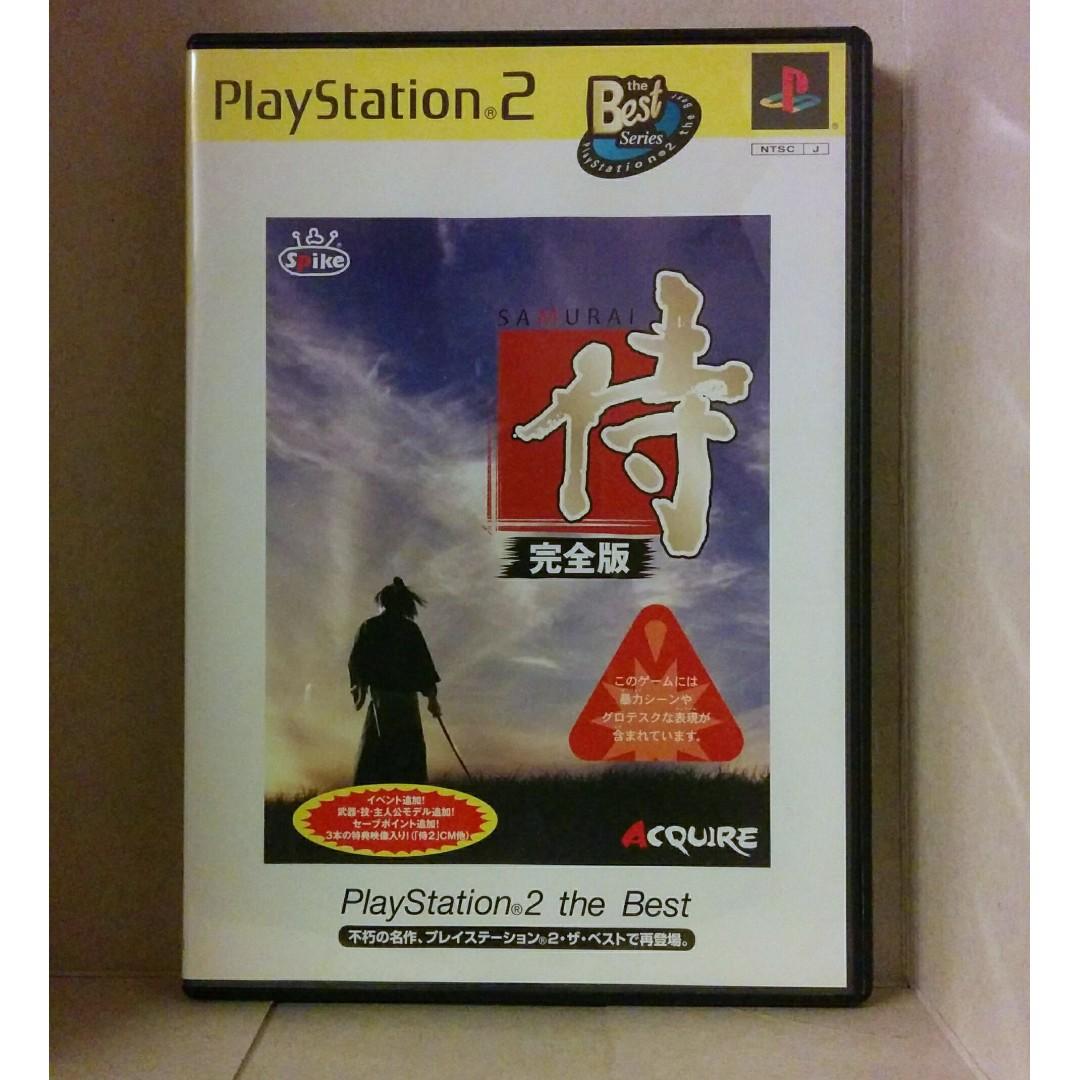 PlayStation®2
the
Best
Series
PlayStation®2 the Best
NTSC J
Spike®
SAMURAI
侍
完全版
このゲームには
暴力シーンや
グロテスクな表現が
含まれています。
イベント追加!
武器・技・主人公モデル追加!
セーブポイント追加!
3本の特典映像入り!(「侍2」CM他)
ACQUIRE
PlayStation®2 the Best
不朽の名作、プレイステーション®2・ザ・ベストで再登場。